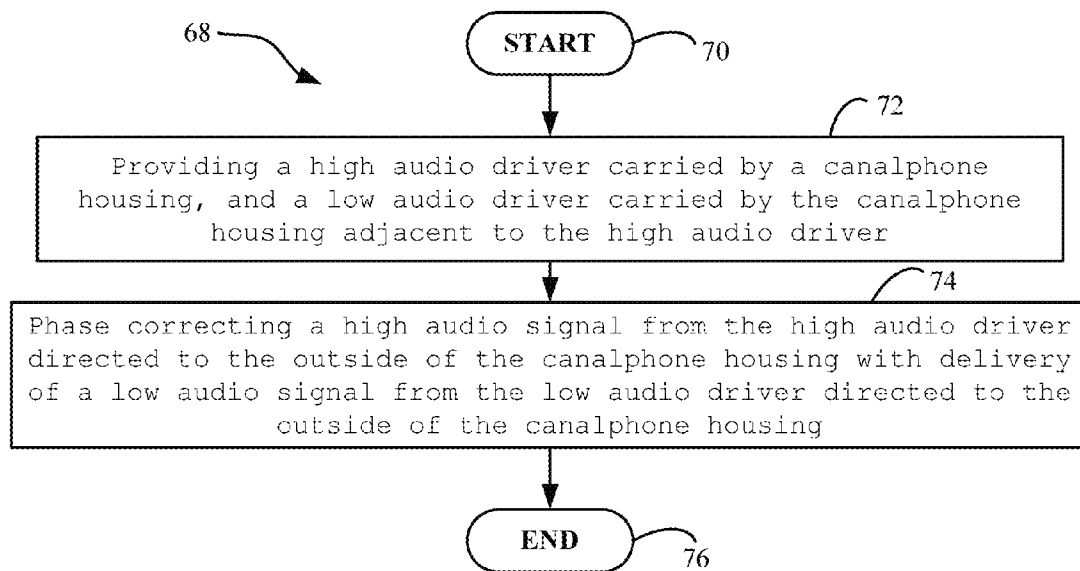 68
START
70
72
Providing a high audio driver carried by a canalphone
housing, and a low audio driver carried by the canalphone
housing adjacent to the high audio driver
74
Phase correcting a high audio signal from the high audio driver
directed to the outside of the canalphone housing with delivery
of a low audio signal from the low audio driver directed to the
outside of the canalphone housing
END
76